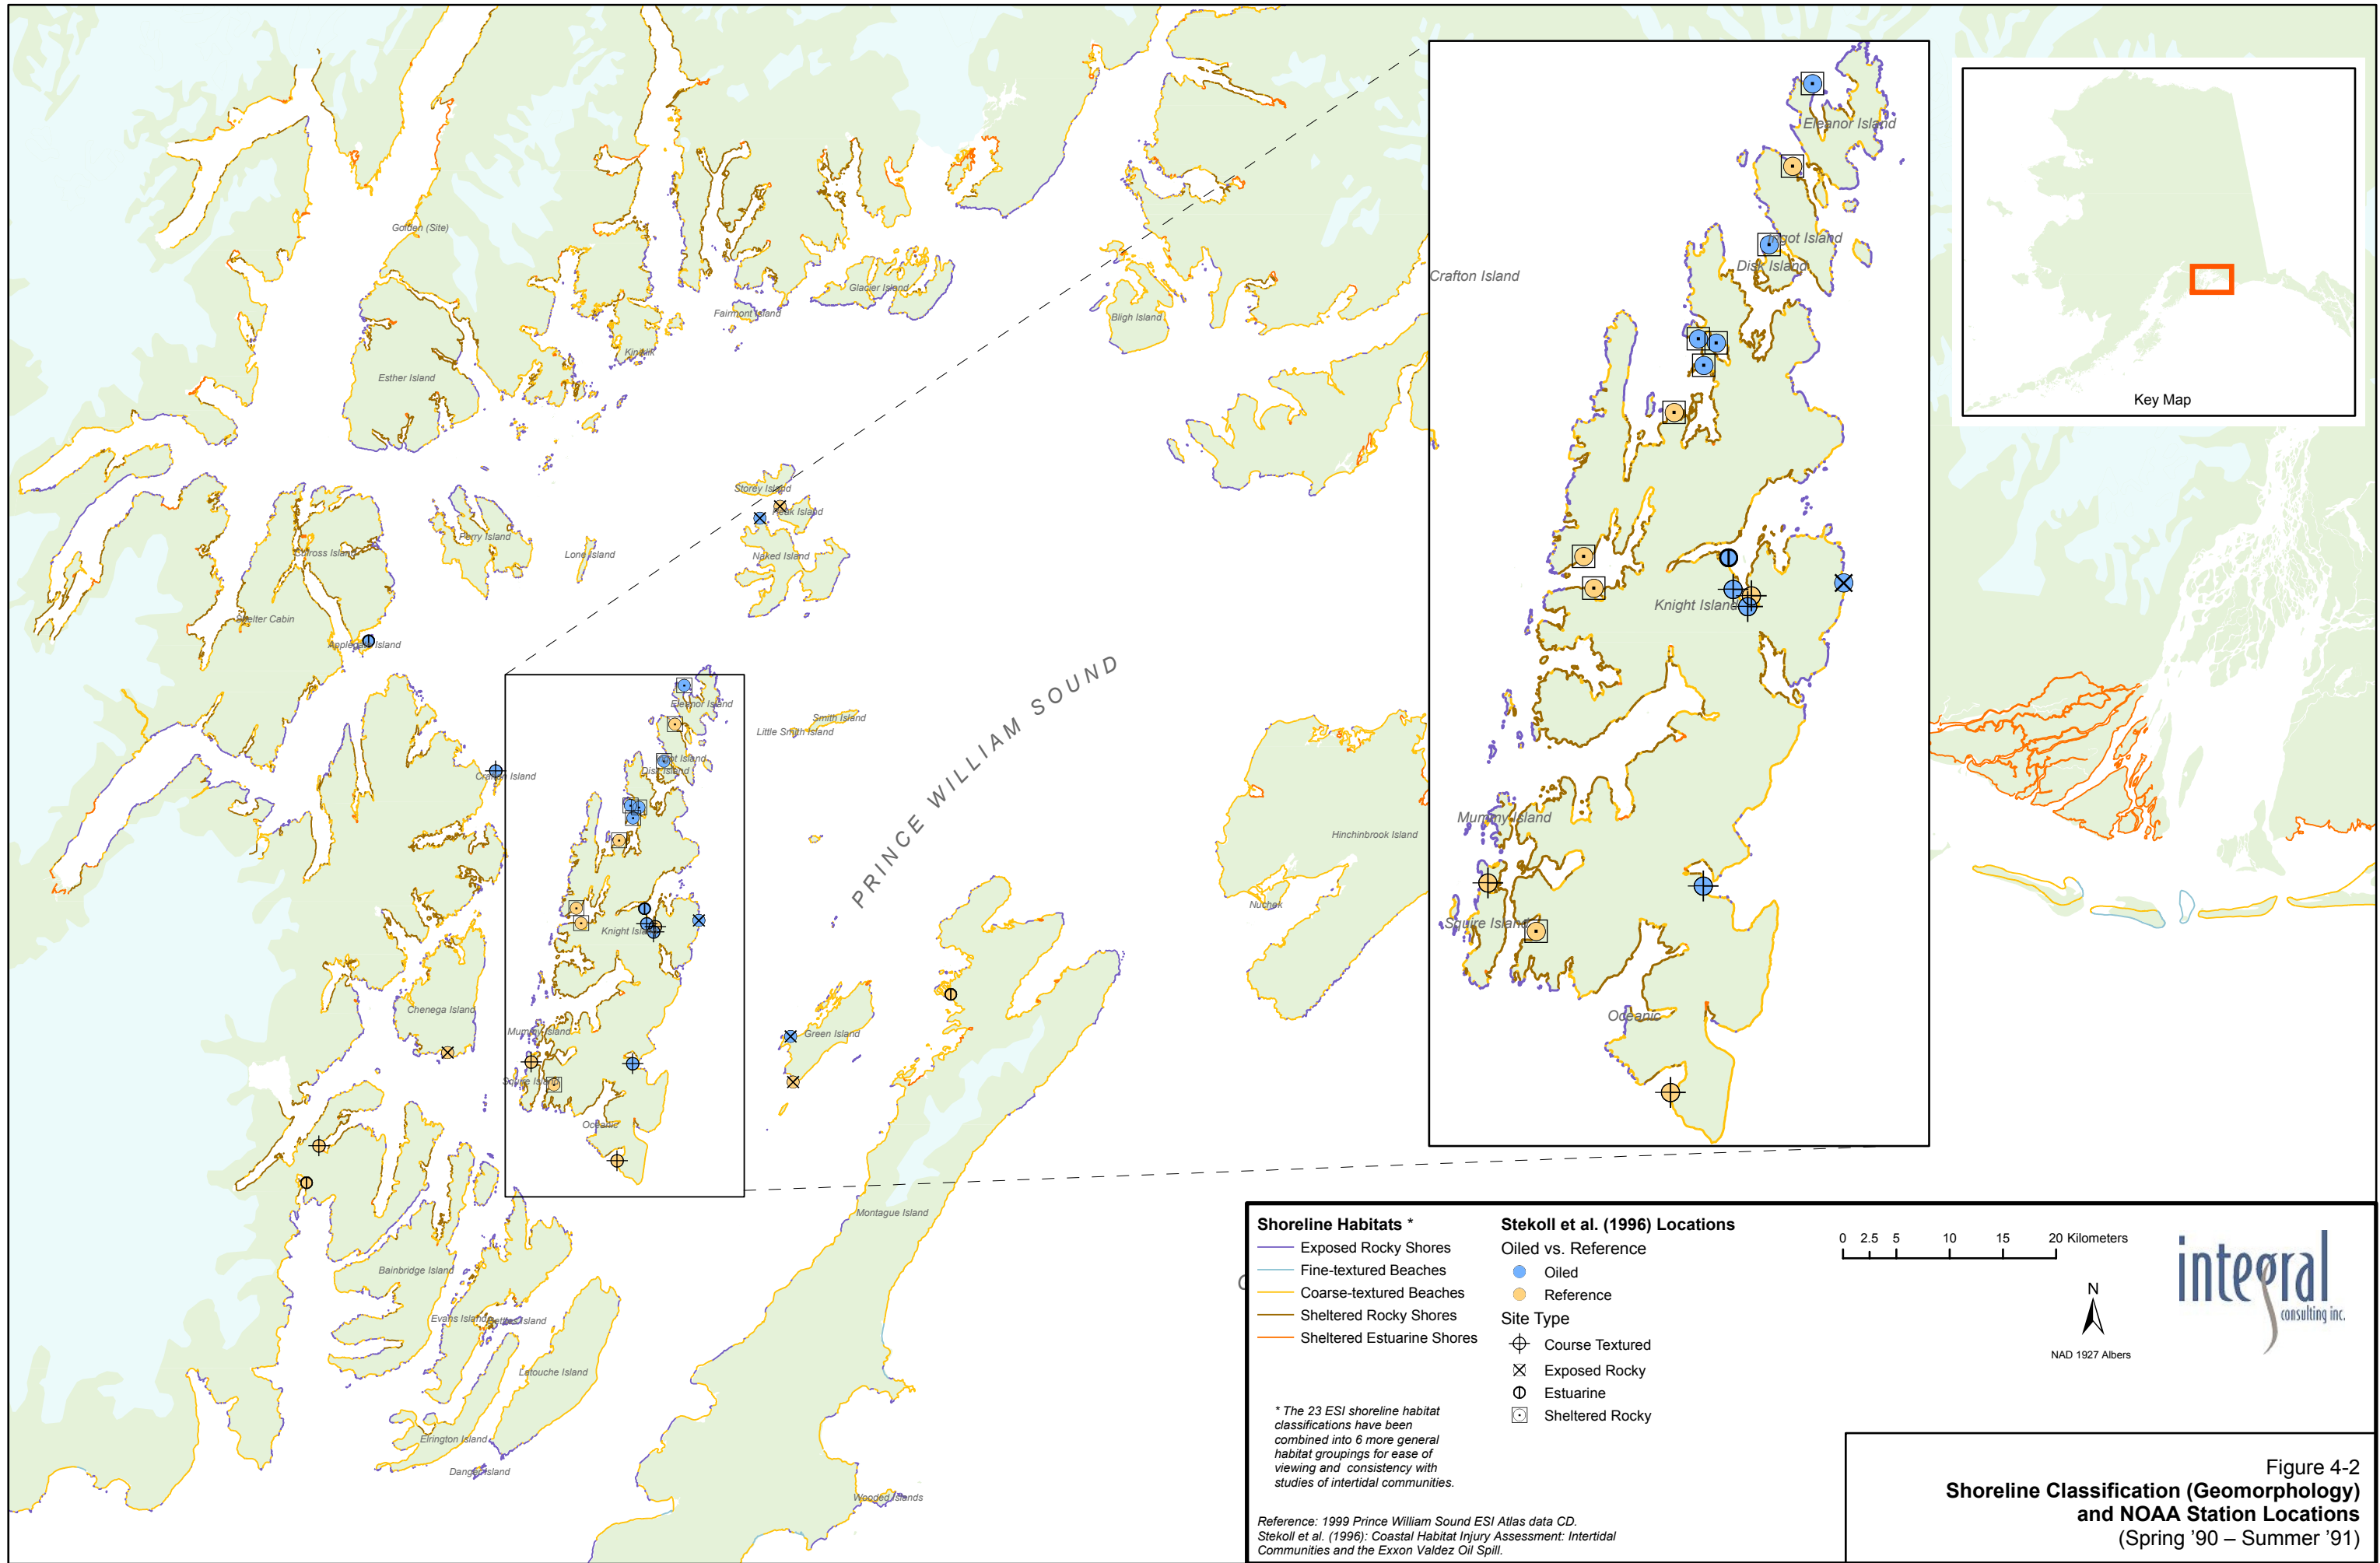 Golden (Site)
Esther Island
Kiniklik
Fairmont Island
Glacier Island
Bligh Island
Storey Island
Peak Island
Naked Island
Perry Island
Lone Island
Culross Island
Shelter Cabin
Applegate Island
Eleanor Island
Ingot Island
Disk Island
Crafton Island
Knight Island
Mummy Island
Squire Island
Oceanic
Smith Island
Little Smith Island
PRINCE WILLIAM SOUND
Hinchinbrook Island
Nuchek
Green Island
Chenega Island
Montague Island
Bainbridge Island
Evans Island
Bettles Island
Latouche Island
Elrington Island
Danger Island
Wooded Islands
Eleanor Island
Ingot Island
Disk Island
Crafton Island
Knight Island
Mummy Island
Squire Island
Oceanic
Key Map
Shoreline Habitats *
Exposed Rocky Shores
Fine-textured Beaches
Coarse-textured Beaches
Sheltered Rocky Shores
Sheltered Estuarine Shores
* The 23 ESI shoreline habitat
classifications have been
combined into 6 more general
habitat groupings for ease of
viewing and consistency with
studies of intertidal communities.
Stekoll et al. (1996) Locations
Oiled vs. Reference
Oiled
Reference
Site Type
Course Textured
Exposed Rocky
Estuarine
Sheltered Rocky
Reference: 1999 Prince William Sound ESI Atlas data CD.
Stekoll et al. (1996): Coastal Habitat Injury Assessment: Intertidal
Communities and the Exxon Valdez Oil Spill.
0 2.5 5 10 15 20 Kilometers
N
NAD 1927 Albers
integral
consulting inc.
Figure 4-2
Shoreline Classification (Geomorphology)
and NOAA Station Locations
(Spring '90 – Summer '91)